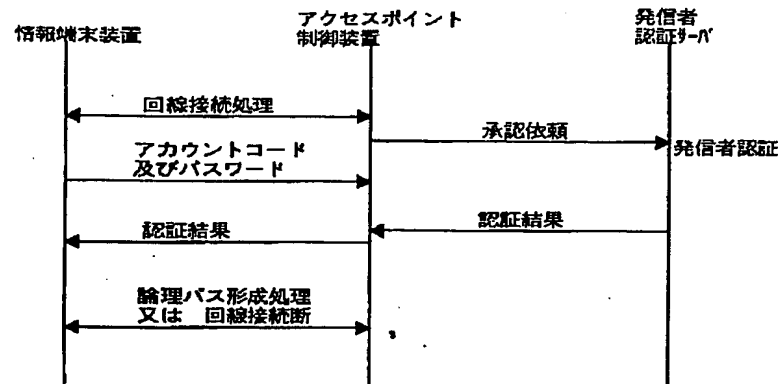 情報端末装置
アクセスポイント
制御装置
発信者
認証ｻｰﾊﾞ
回線接続処理
承認依頼
発信者認証
アカウントコード
及びパスワード
認証結果
認証結果
論理パス形成処理
又は 回線接続断